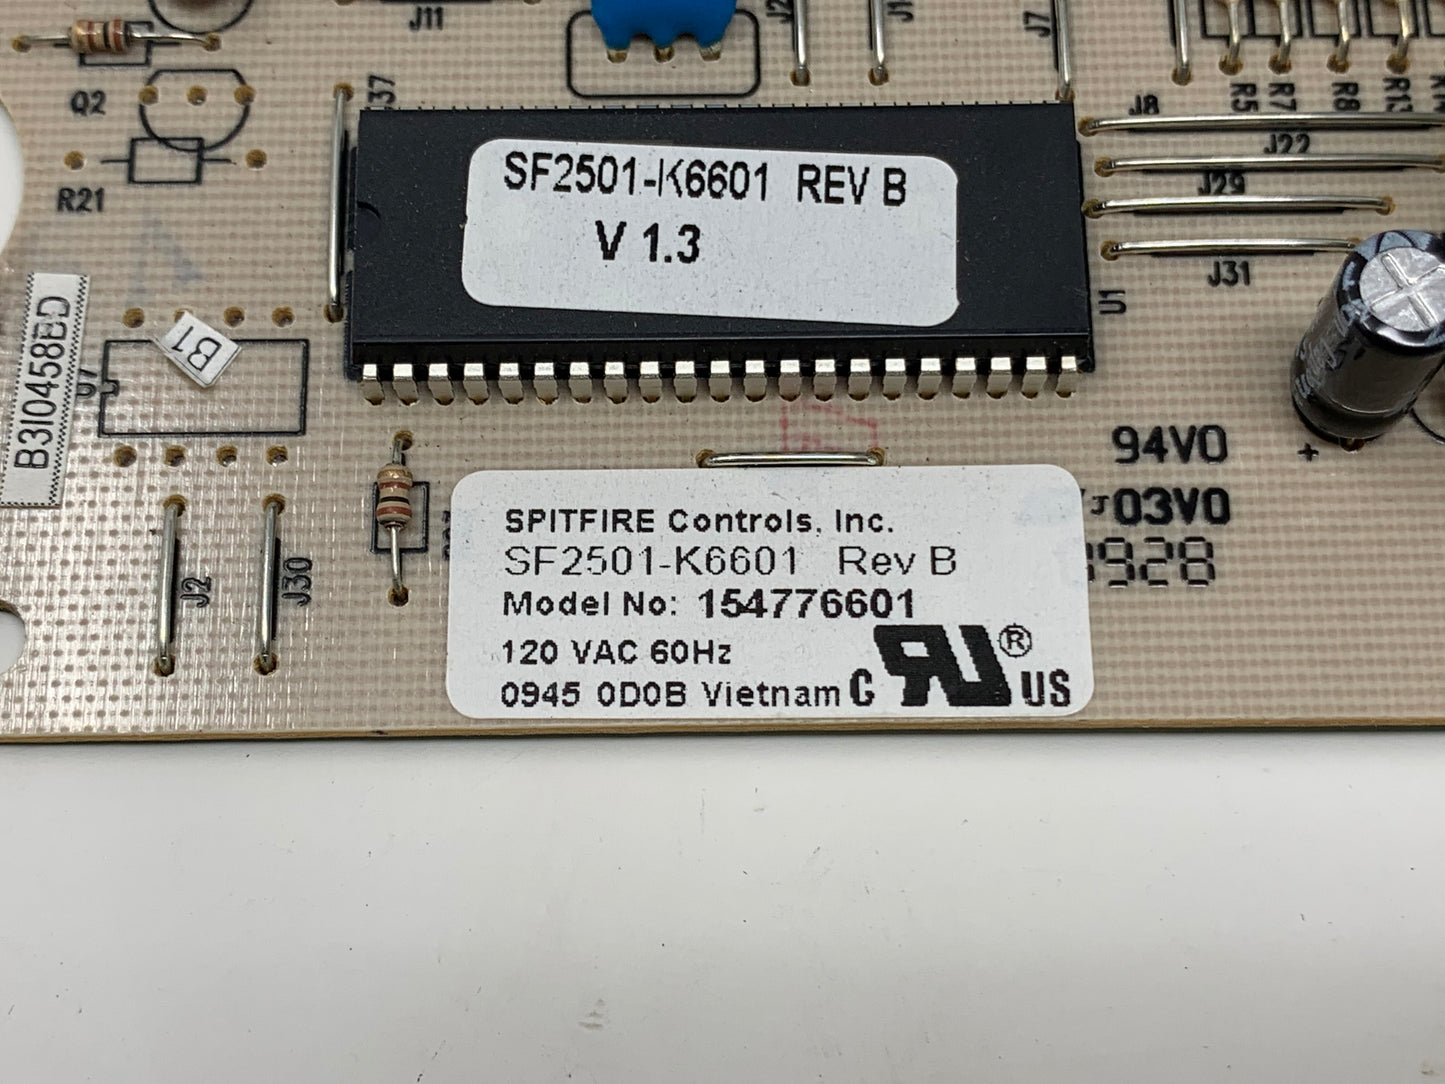 J11
J7
Q2
R21
J37
SF2501-K6601 REV B
V 1.3
R5
R7
R8
J8
J22
J29
J31
U1
B3I0458BD
B1
J2
J30
94V0
03V0
+
SPITFIRE Controls, Inc.
SF2501-K6601 Rev B
Model No: 154776601
120 VAC 60Hz
0945 0D0B Vietnam
C RU ® US